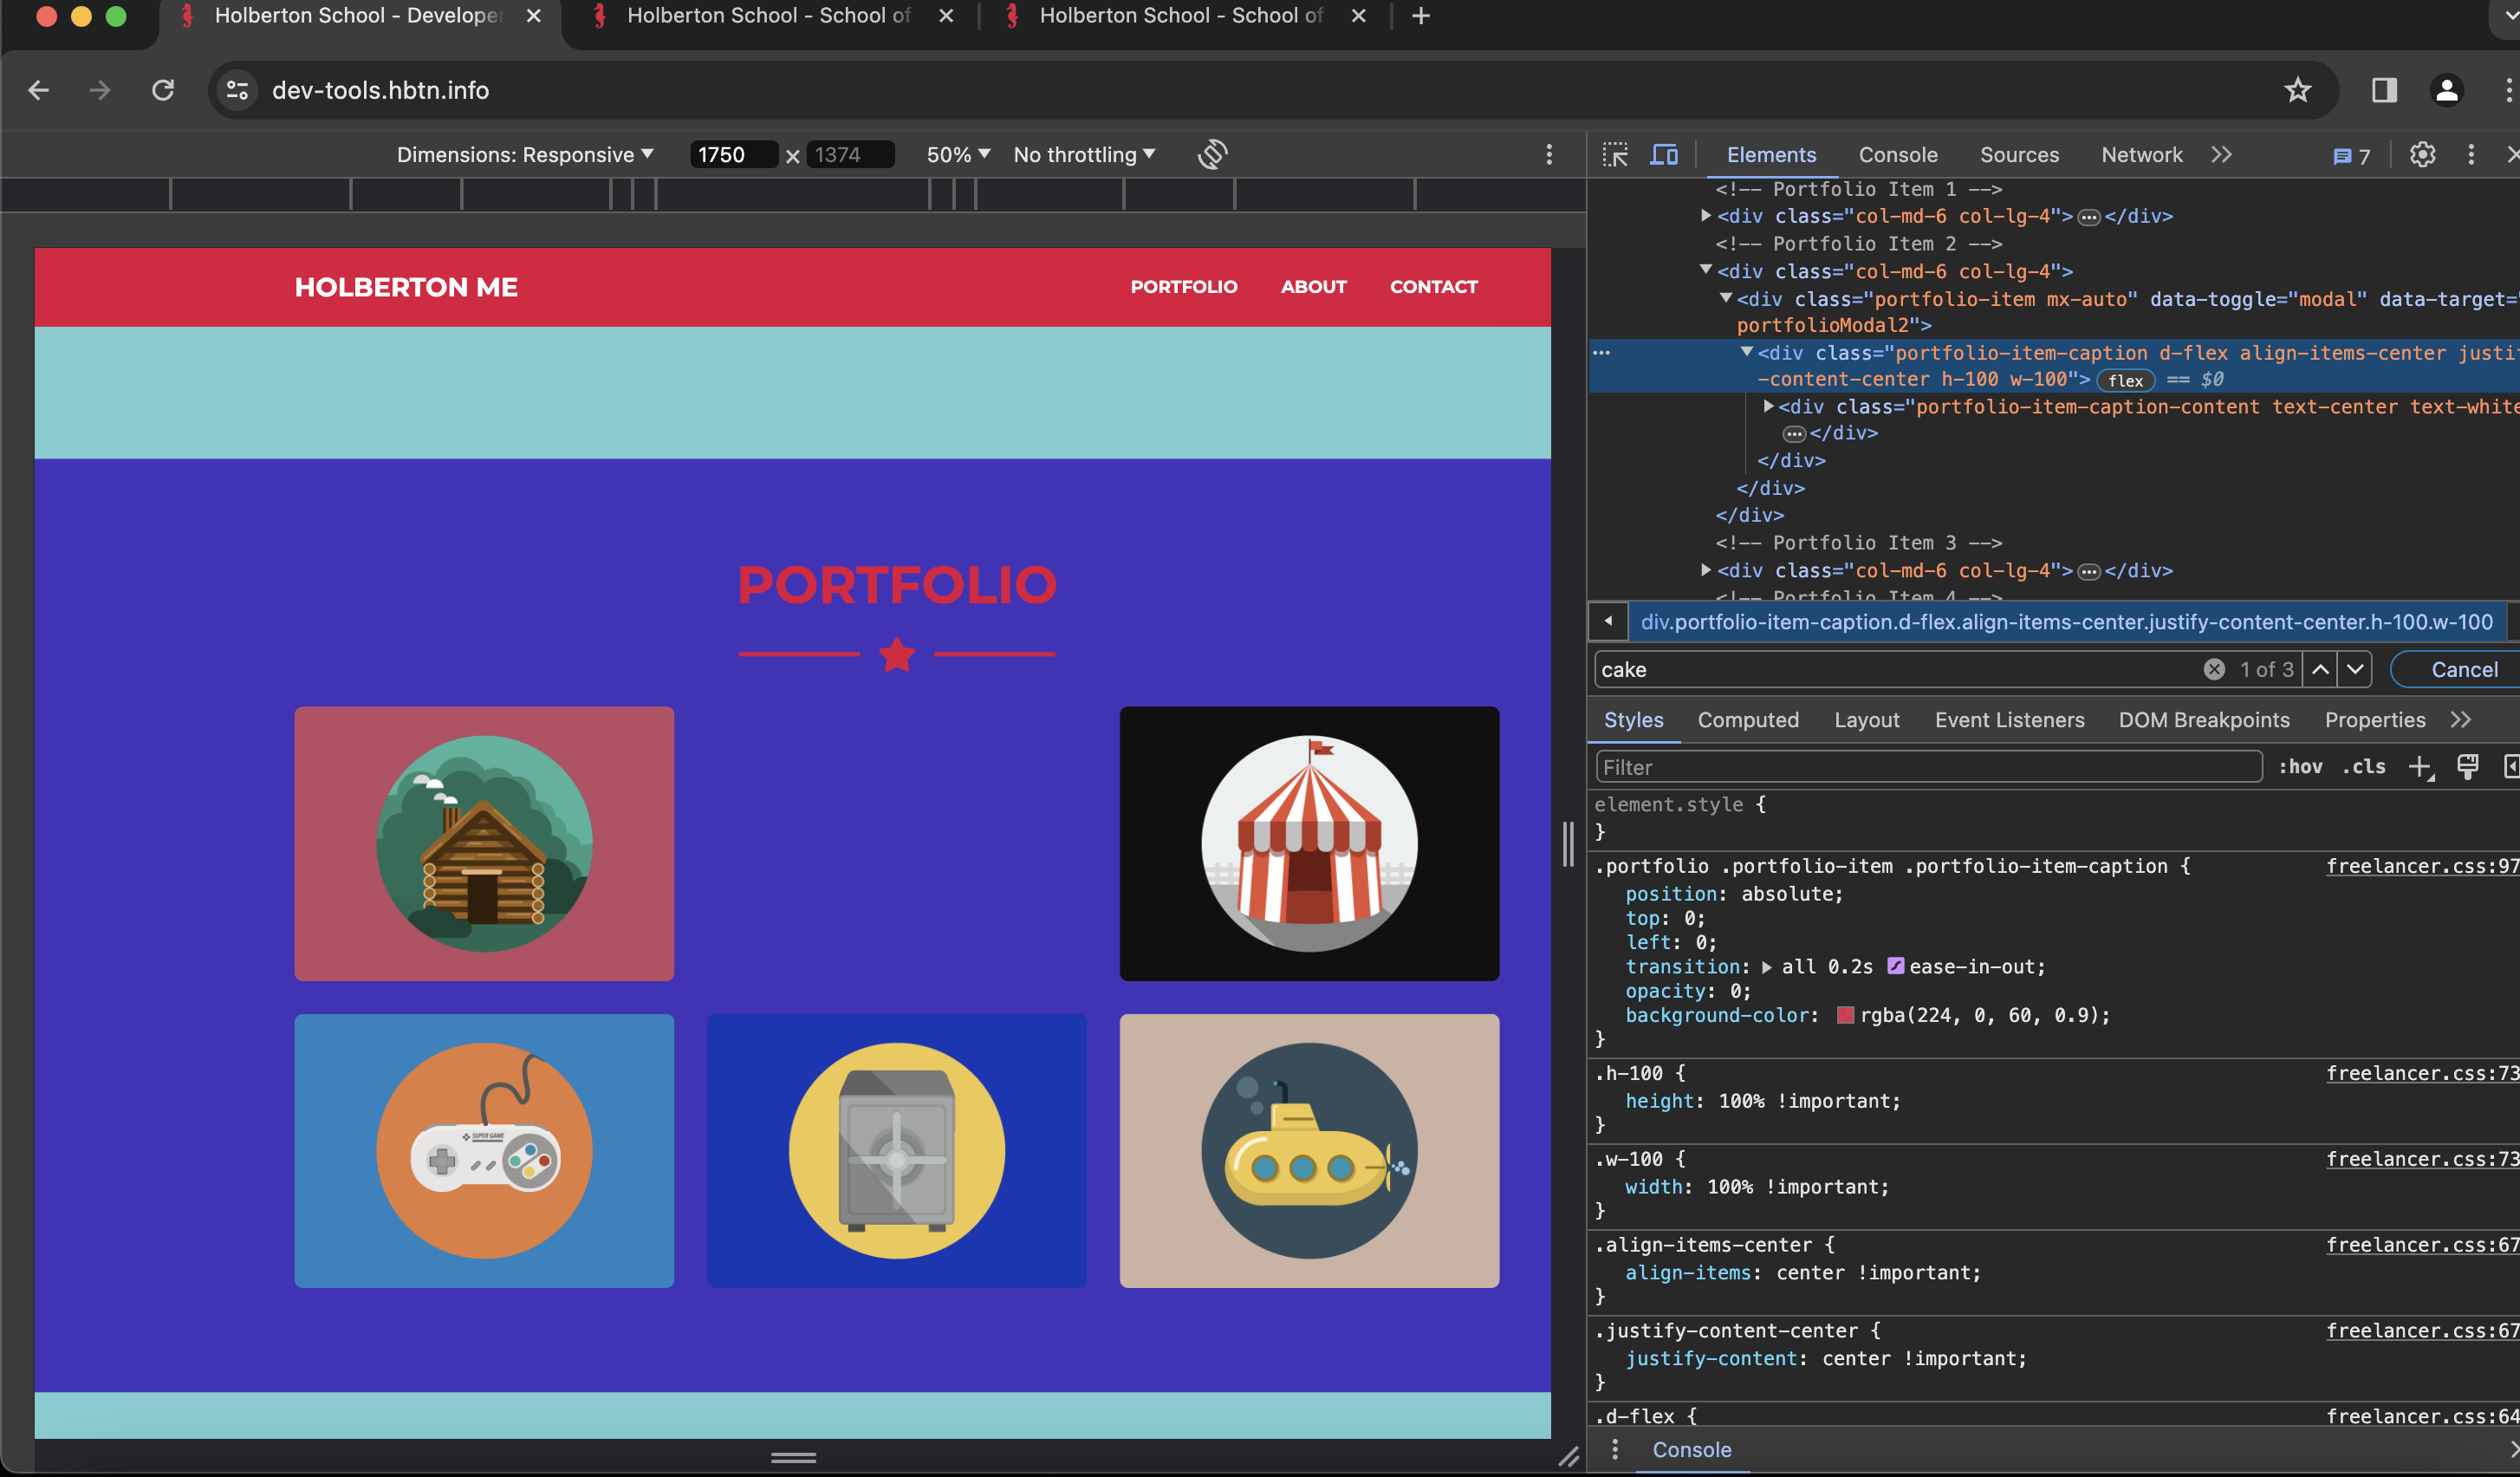 Holberton School - Developer
Holberton School - School of
Holberton School - School of
dev-tools.hbtn.info
Dimensions: Responsive
1750 × 1374
50%
No throttling
Elements
Console
Sources
Network
7
HOLBERTON ME
PORTFOLIO
ABOUT
CONTACT
PORTFOLIO
SUPER GAME
<!-- Portfolio Item 1 -->
<div class="col-md-6 col-lg-4">…</div>
<!-- Portfolio Item 2 -->
<div class="col-md-6 col-lg-4">
<div class="portfolio-item mx-auto" data-toggle="modal" data-target="
portfolioModal2">
<div class="portfolio-item-caption d-flex align-items-center justif
-content-center h-100 w-100"> flex == $0
<div class="portfolio-item-caption-content text-center text-white
…</div>
</div>
</div>
</div>
<!-- Portfolio Item 3 -->
<div class="col-md-6 col-lg-4">…</div>
<!-- Portfolio Item 4 -->
div.portfolio-item-caption.d-flex.align-items-center.justify-content-center.h-100.w-100
cake
1 of 3
Cancel
Styles
Computed
Layout
Event Listeners
DOM Breakpoints
Properties
Filter
:hov
.cls
element.style {
}
.portfolio .portfolio-item .portfolio-item-caption { freelancer.css:97
position: absolute;
top: 0;
left: 0;
transition: all 0.2s ease-in-out;
opacity: 0;
background-color: rgba(224, 0, 60, 0.9);
}
.h-100 { freelancer.css:73
height: 100% !important;
}
.w-100 { freelancer.css:73
width: 100% !important;
}
.align-items-center { freelancer.css:67
align-items: center !important;
}
.justify-content-center { freelancer.css:67
justify-content: center !important;
}
.d-flex { freelancer.css:64
Console